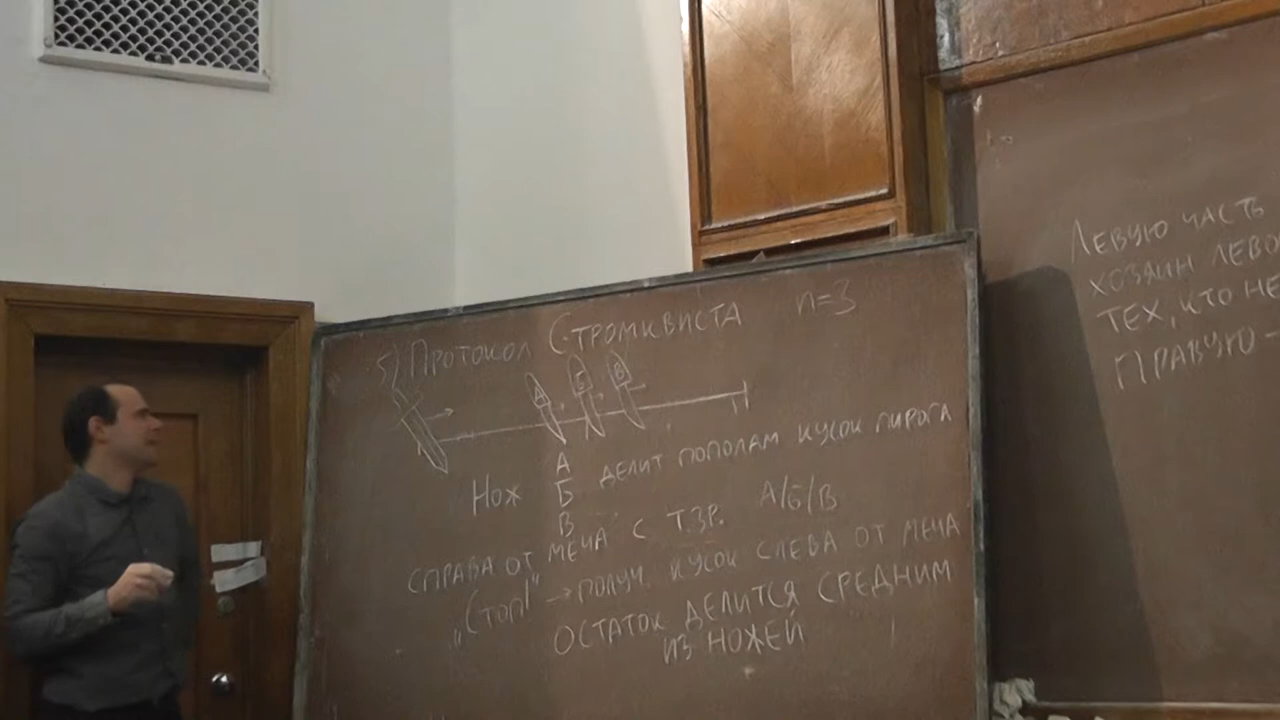 5) Протокол Стромквиста n=3
А Б В
Нож А делит пополам кусок пирога
Б
В
справа от меча с т.зр. А/Б/В
"Стоп!" → получ. кусок слева от меча
остаток делится средним
из ножей
Левую часть
хозяин лево
тех, кто не
Правую –